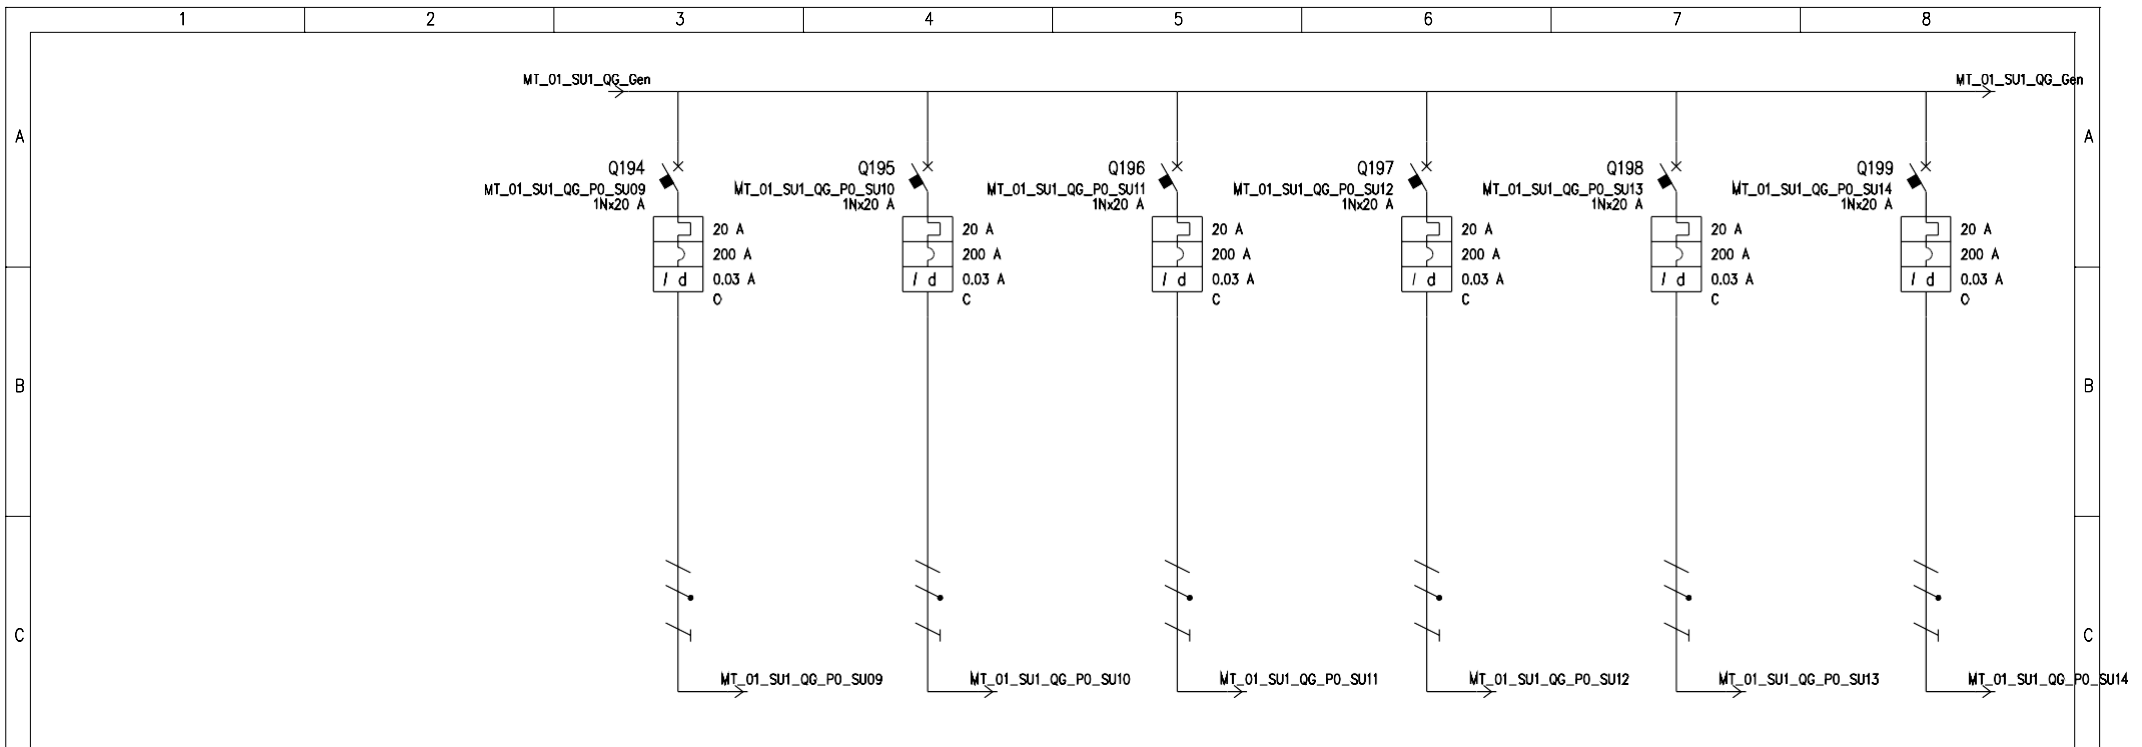 1 2 3 4 5 6 7 8
MT_01_SU1_QG_Gen MT_01_SU1_QG_Gen
A A
Q194 Q195 Q196 Q197 Q198 Q199
MT_01_SU1_QG_P0_SU09 MT_01_SU1_QG_P0_SU10 MT_01_SU1_QG_P0_SU11 MT_01_SU1_QG_P0_SU12 MT_01_SU1_QG_P0_SU13 MT_01_SU1_QG_P0_SU14
1Nx20 A 1Nx20 A 1Nx20 A 1Nx20 A 1Nx20 A 1Nx20 A
20 A 20 A 20 A 20 A 20 A 20 A
200 A 200 A 200 A 200 A 200 A 200 A
I d 0.03 A I d 0.03 A I d 0.03 A I d 0.03 A I d 0.03 A I d 0.03 A
C C C C C C
B B
C C
MT_01_SU1_QG_P0_SU09 MT_01_SU1_QG_P0_SU10 MT_01_SU1_QG_P0_SU11 MT_01_SU1_QG_P0_SU12 MT_01_SU1_QG_P0_SU13 MT_01_SU1_QG_P0_SU14